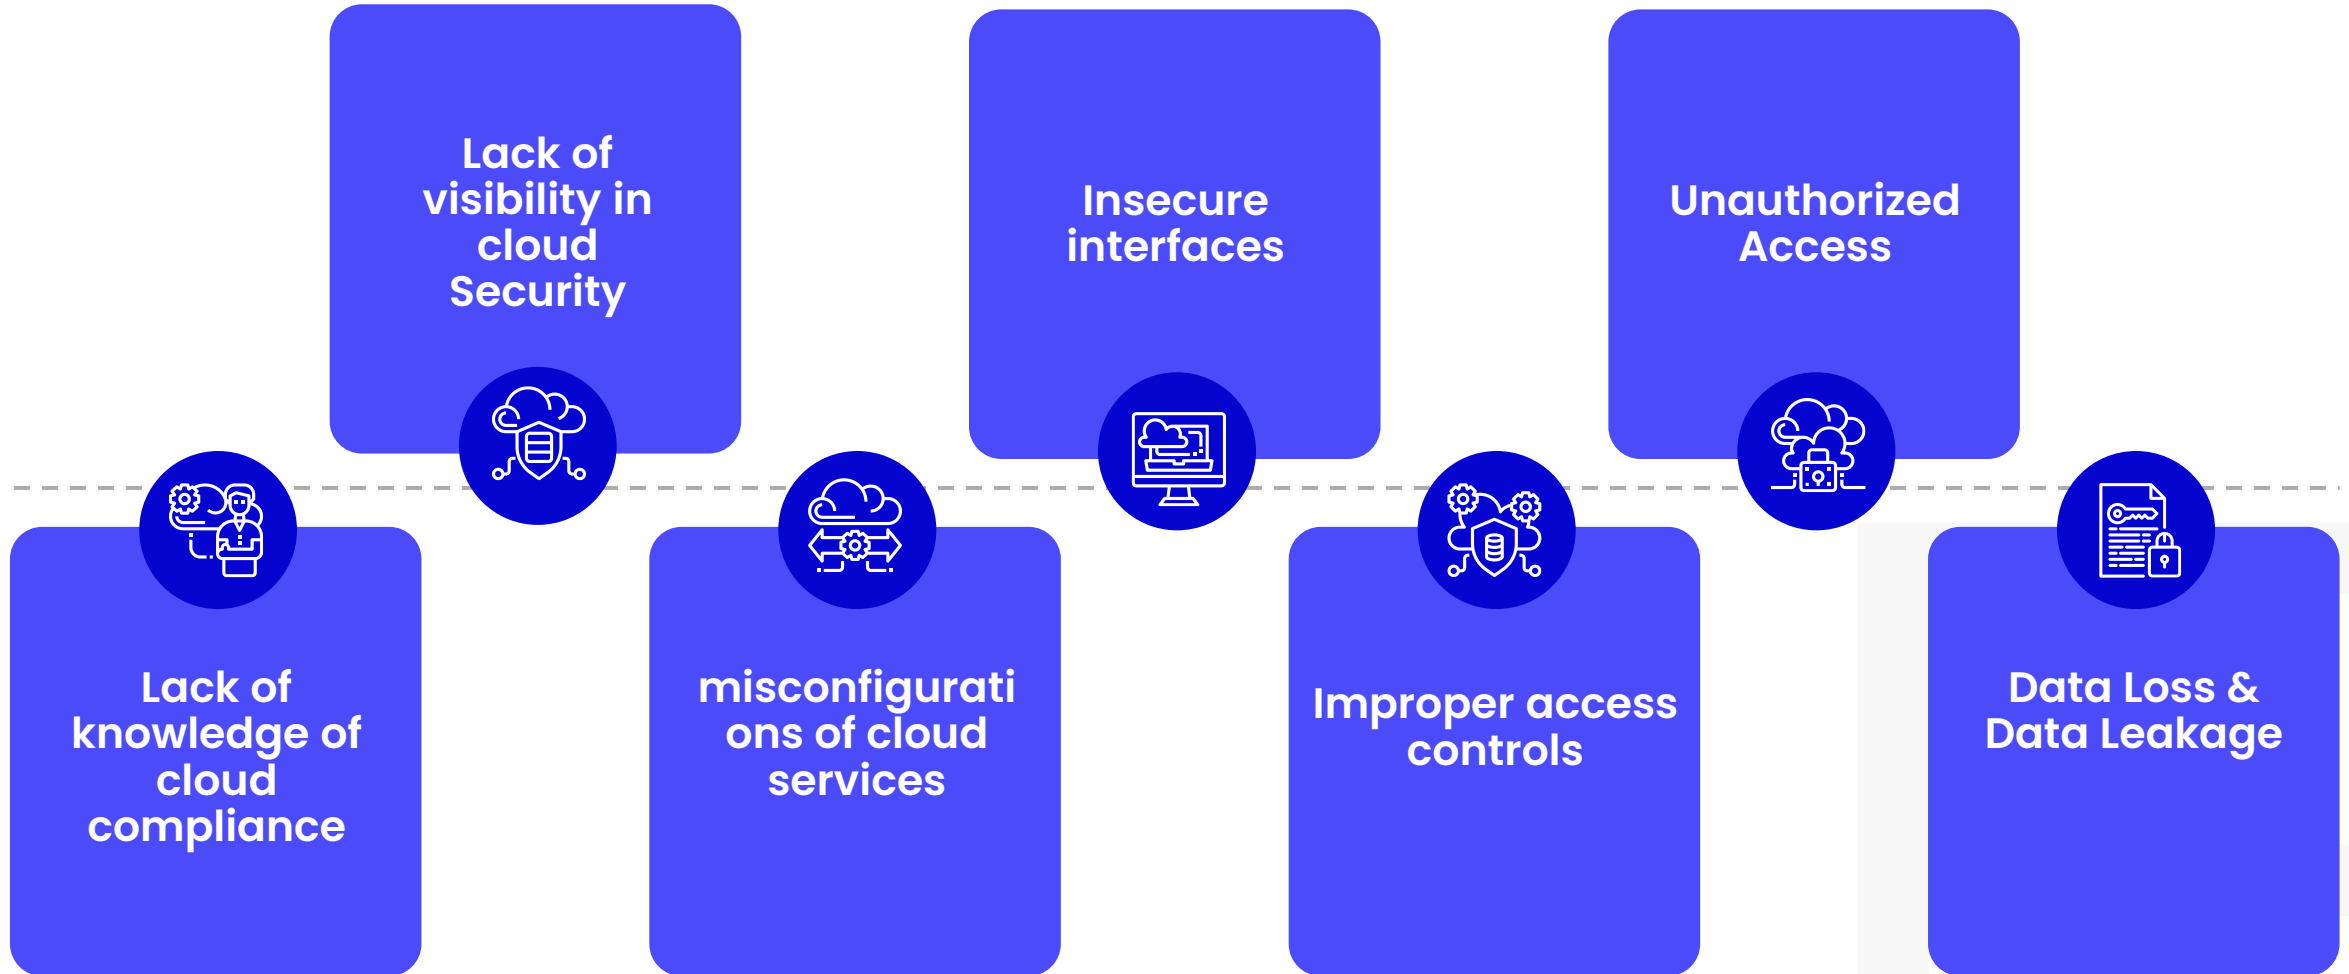 Lack of
visibility in
cloud
Security
Insecure
interfaces
Unauthorized
Access
Lack of
knowledge of
cloud
compliance
misconfigurati
ons of cloud
services
Improper access
controls
Data Loss &
Data Leakage